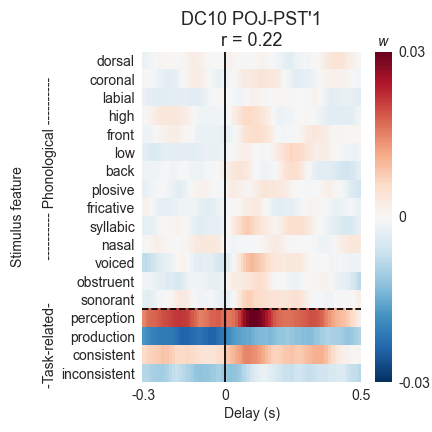 DC10 POJ-PST'1
r = 0.22
w
dorsal
coronal
labial
high
front
low
back
plosive
fricative
syllabic
nasal
voiced
obstruent
sonorant
perception
production
consistent
inconsistent
Stimulus feature
-Task-related-
---------- Phonological ----------
0.03
0
-0.03
-0.3
0
0.5
Delay (s)